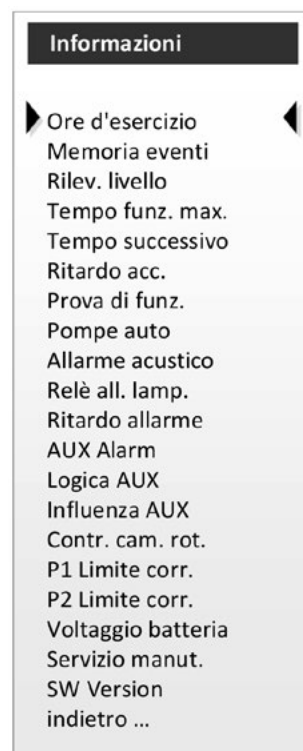 Informazioni
Ore d'esercizio
Memoria eventi
Rilev. livello
Tempo funz. max.
Tempo successivo
Ritardo acc.
Prova di funz.
Pompe auto
Allarme acustico
Relè all. lamp.
Ritardo allarme
AUX Alarm
Logica AUX
Influenza AUX
Contr. cam. rot.
P1 Limite corr.
P2 Limite corr.
Voltaggio batteria
Servizio manut.
SW Version
indietro ...